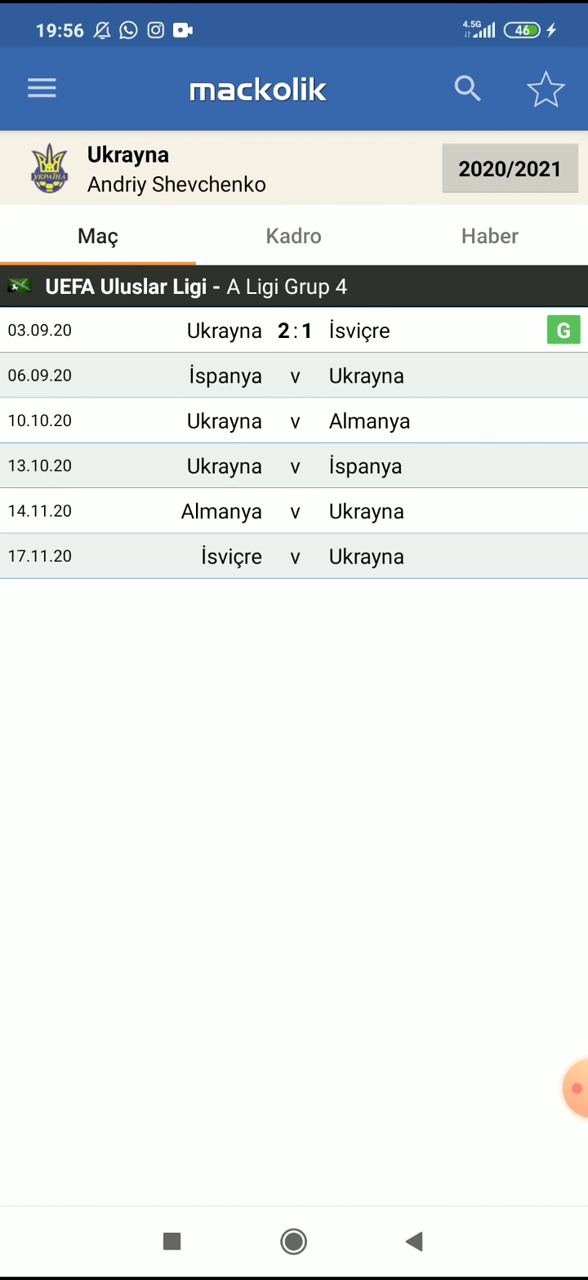 19:56 4.5G 46
mackolik
Ukrayna
Andriy Shevchenko
2020/2021
Maç Kadro Haber
UEFA Uluslar Ligi - A Ligi Grup 4
03.09.20 Ukrayna 2:1 İsviçre G
06.09.20 İspanya v Ukrayna
10.10.20 Ukrayna v Almanya
13.10.20 Ukrayna v İspanya
14.11.20 Almanya v Ukrayna
17.11.20 İsviçre v Ukrayna